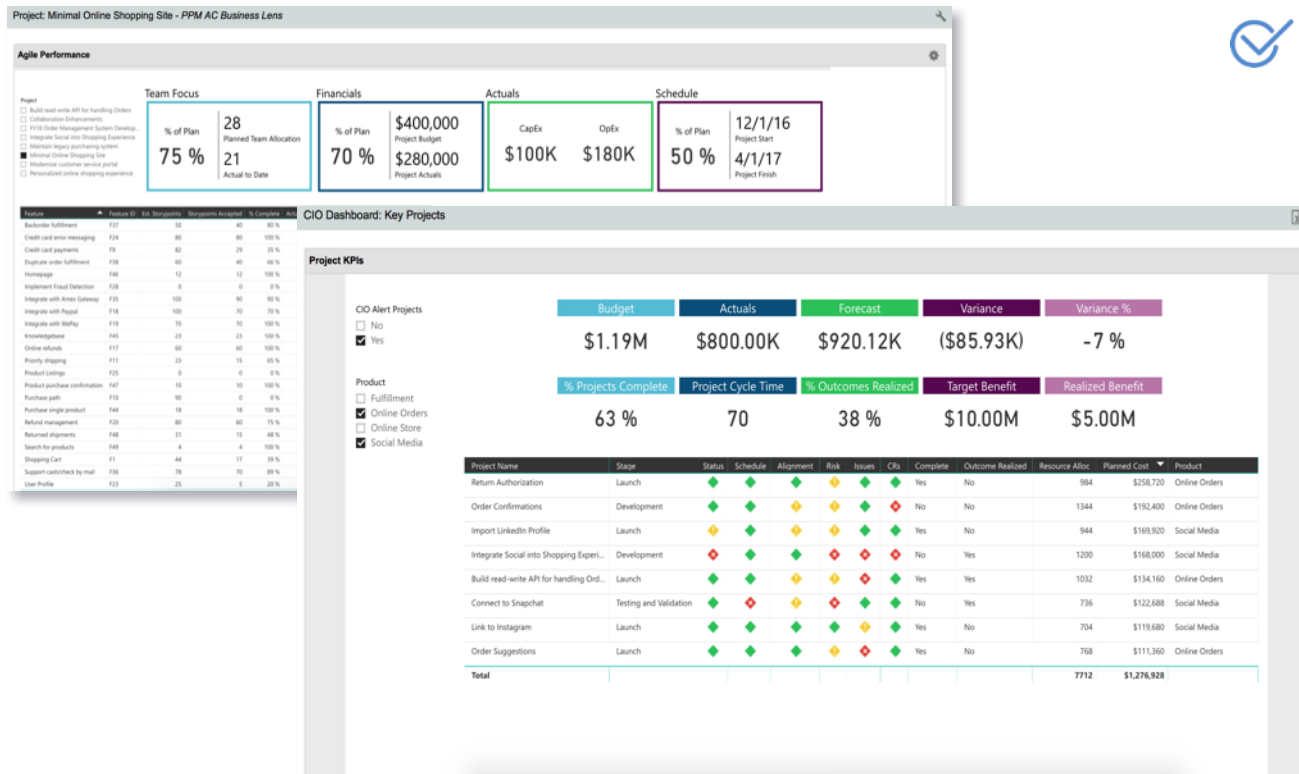 Project: Minimal Online Shopping Site - PPM AC Business Lens
Agile Performance
Project
Build read-write API for handling Orders
Collaboration Enhancements
FY18 Order Management System Develop...
Integrate Social into Shopping Experience
Maintain legacy purchasing system
Minimal Online Shopping Site
Modernize customer service portal
Personalized online shopping experience
Team Focus
% of Plan
75 %
28
Planned Team Allocation
21
Actual to Date
Financials
% of Plan
70 %
$400,000
Project Budget
$280,000
Project Actuals
Actuals
CapEx
$100K
OpEx
$180K
Schedule
% of Plan
50 %
12/1/16
Project Start
4/1/17
Project Finish
Feature Feature ID Est. Storypoints Storypoints Accepted % Complete
Backorder fulfillment F37 50 40 80 %
Credit card error messaging F24 80 80 100 %
Credit card payments F9 82 29 35 %
Duplicate order fulfillment F38 60 40 66 %
Homepage F46 12 12 100 %
Implement Fraud Detection F28 0 0 0 %
Integrate with Amex Gateway F35 100 90 90 %
Integrate with Paypal F18 100 70 70 %
Integrate with WePay F19 70 70 100 %
Knowledgebase F45 23 23 100 %
Online refunds F17 60 60 100 %
Priority shipping F11 23 15 65 %
Product Listings F25 0 0 0 %
Product purchase confirmation F47 10 10 100 %
Purchase path F10 90 0 0 %
Purchase single product F44 18 18 100 %
Refund management F20 80 60 75 %
Returned shipments F48 31 15 48 %
Search for products F49 4 4 100 %
Shopping Cart F1 44 17 39 %
Support cash/check by mail F36 78 70 89 %
User Profile F23 25 5 20 %
CIO Dashboard: Key Projects
Project KPIs
CIO Alert Projects
No
Yes
Product
Fulfillment
Online Orders
Online Store
Social Media
Budget Actuals Forecast Variance Variance %
$1.19M $800.00K $920.12K ($85.93K) -7 %
% Projects Complete Project Cycle Time % Outcomes Realized Target Benefit Realized Benefit
63 % 70 38 % $10.00M $5.00M
Project Name Stage Status Schedule Alignment Risk Issues CRs Complete Outcome Realized Resource Alloc Planned Cost Product
Return Authorization Launch Yes No 984 $258,720 Online Orders
Order Confirmations Development No No 1344 $192,400 Online Orders
Import LinkedIn Profile Launch Yes No 944 $169,920 Social Media
Integrate Social into Shopping Experi... Development No Yes 1200 $168,000 Social Media
Build read-write API for handling Ord... Launch Yes Yes 1032 $134,160 Online Orders
Connect to Snapchat Testing and Validation No Yes 736 $122,688 Social Media
Link to Instagram Launch Yes No 704 $119,680 Social Media
Order Suggestions Launch Yes No 768 $111,360 Online Orders
Total 7712 $1,276,928